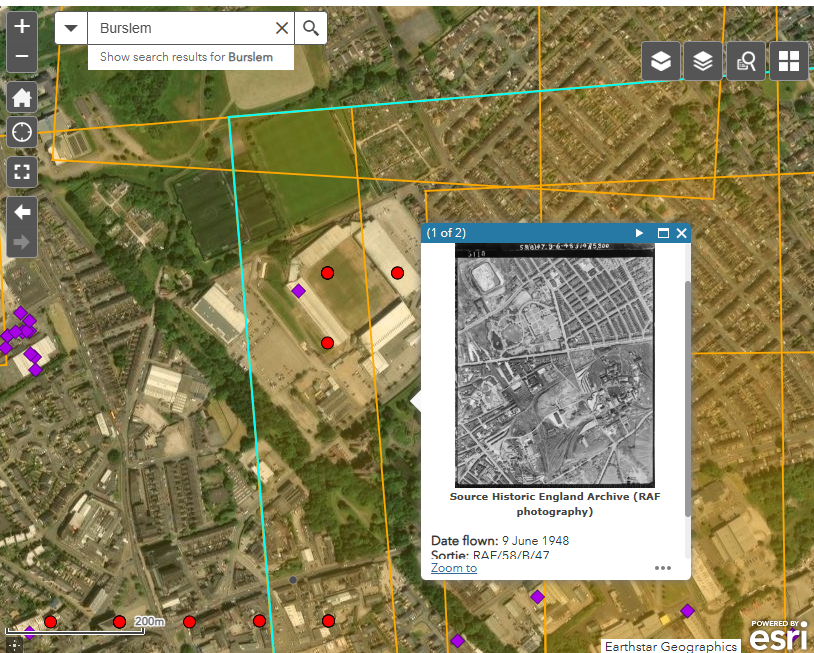 +
Burslem
Show search results for Burslem
−
(1 of 2)
Source Historic England Archive (RAF
photography)
Date flown: 9 June 1948
Sortie: RAF/58/B/47
Zoom to
200m
Earthstar Geographics
POWERED BY
esri